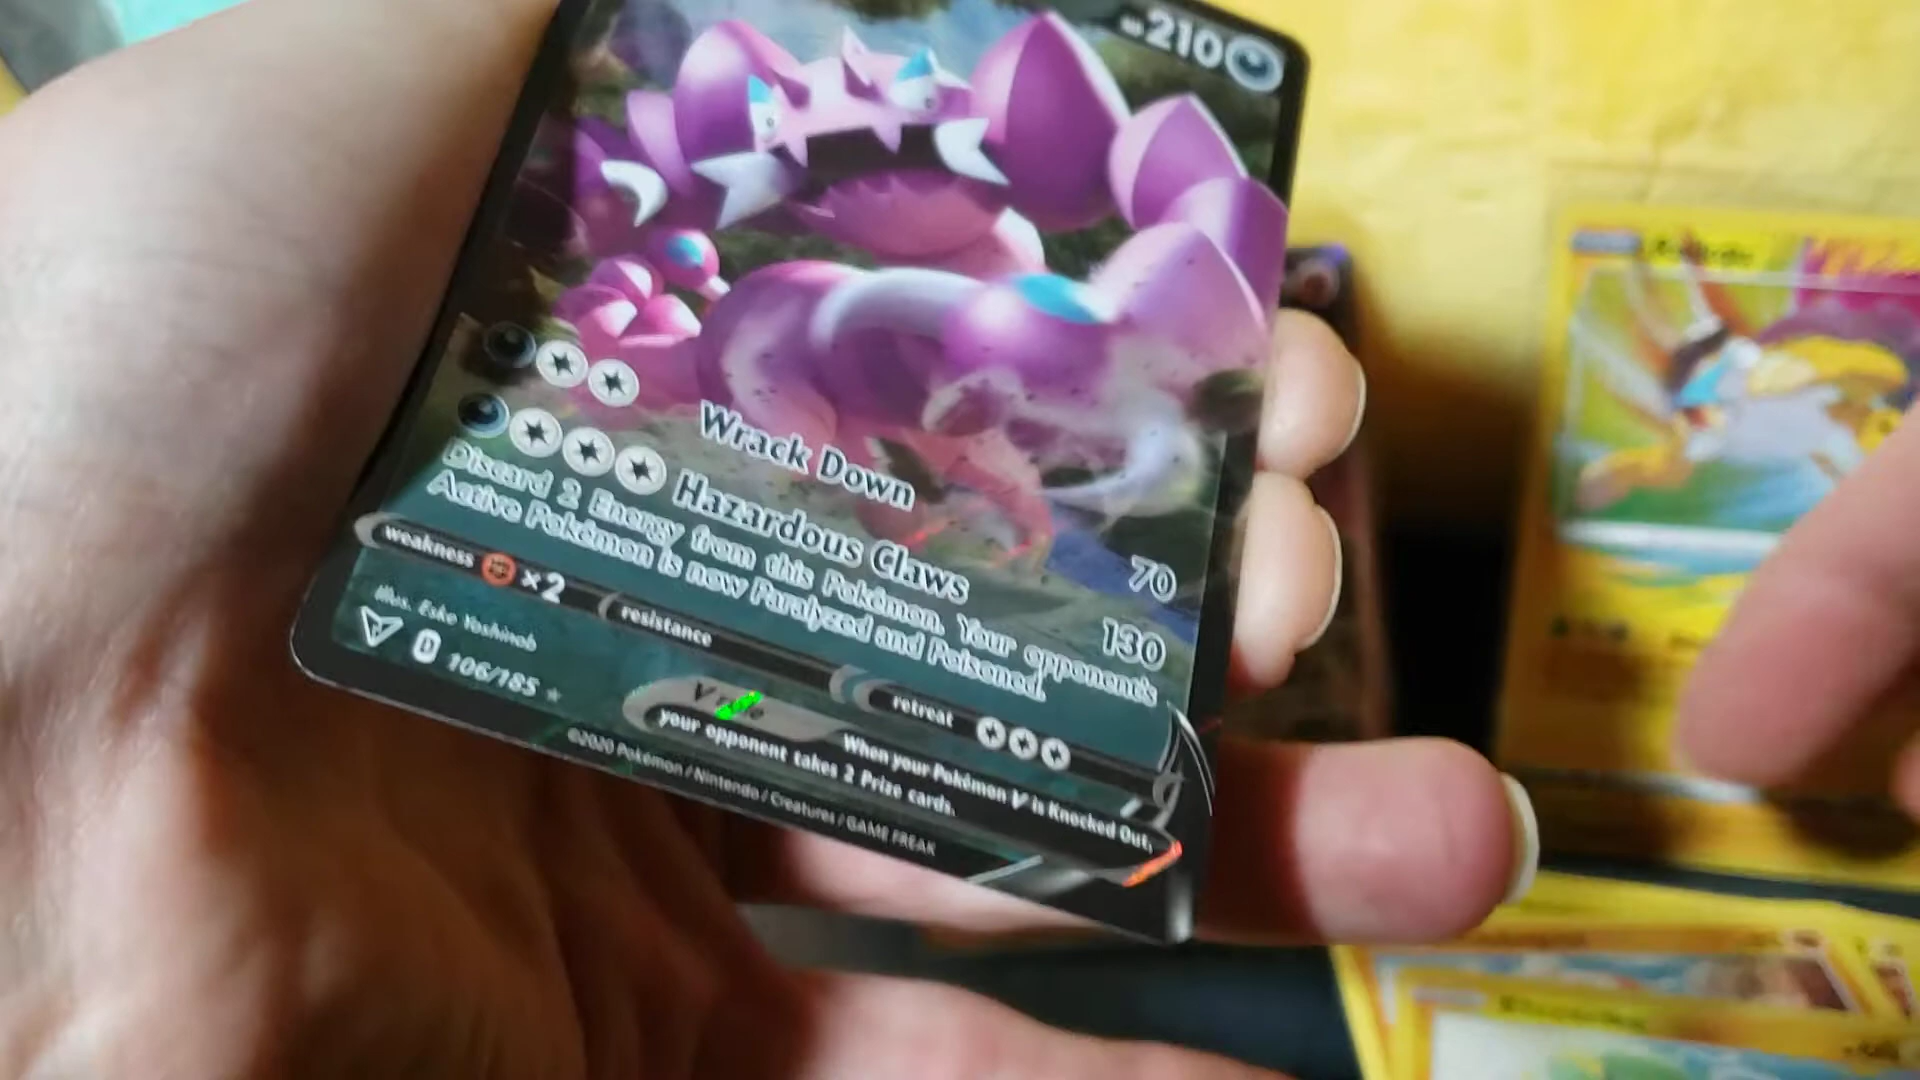 210
Wrack Down
70
Hazardous Claws
130
Discard 2 Energy from this Pokémon. Your opponent's
Active Pokémon is now Paralyzed and Poisoned.
weakness ×2
resistance
retreat
Illus. Eske Yoshinob
D 106/185
V rule
When your Pokémon V is Knocked Out,
your opponent takes 2 Prize cards.
©2020 Pokémon / Nintendo / Creatures / GAME FREAK